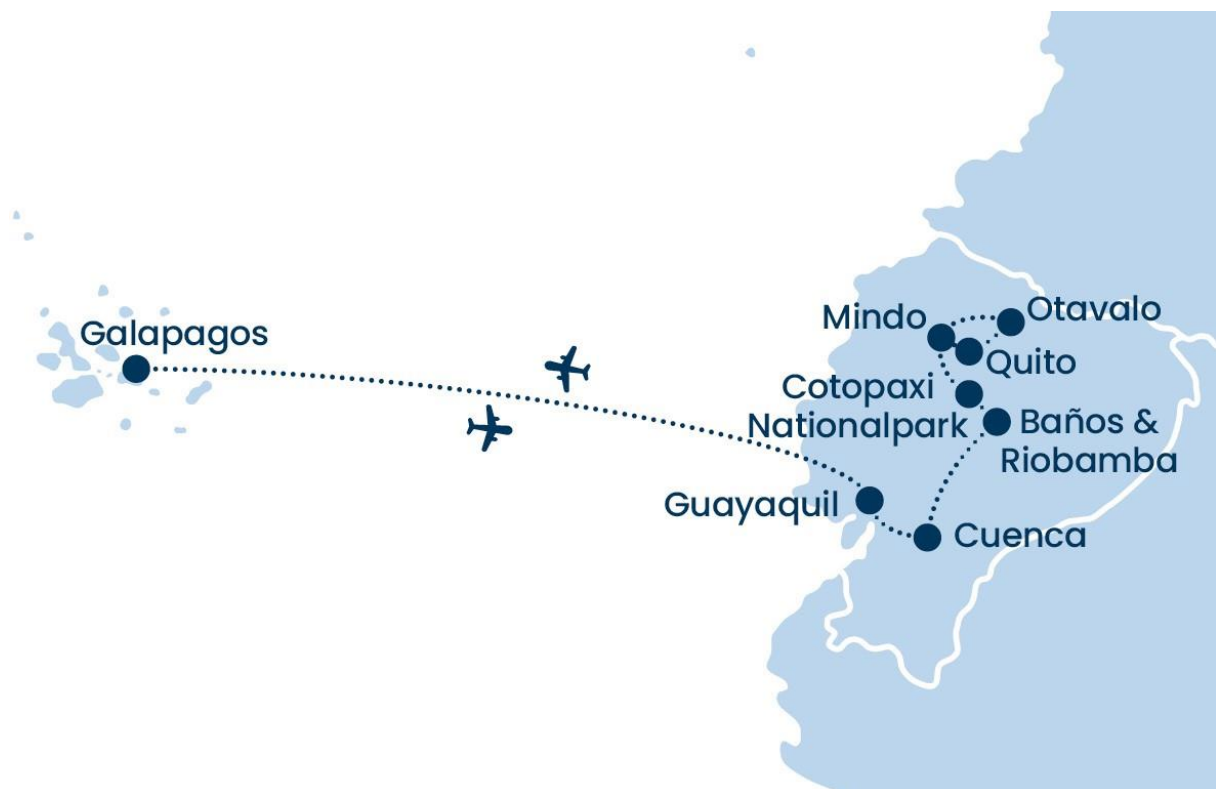 Galapagos
Mindo
Otavalo
Quito
Cotopaxi
Nationalpark
Baños &
Riobamba
Guayaquil
Cuenca